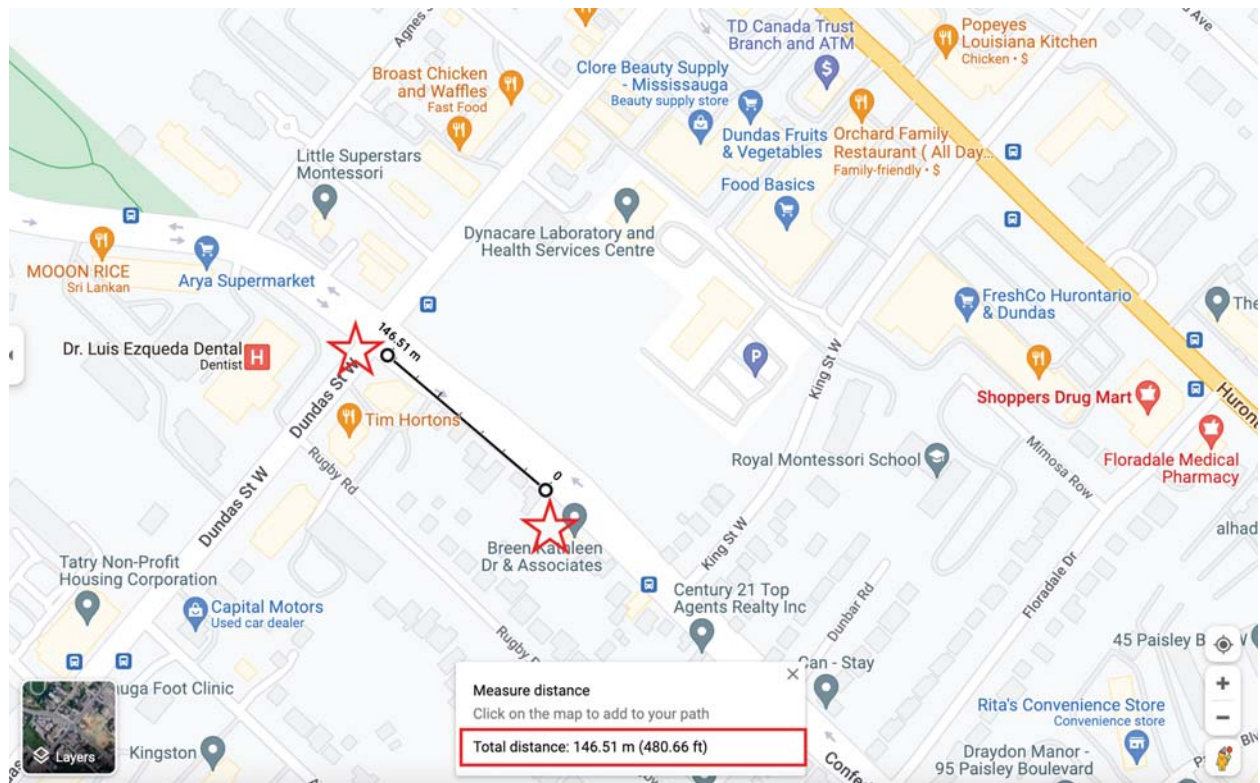 Agnes
TD Canada Trust
Branch and ATM
Popeyes
Louisiana Kitchen
Chicken • $
Ave
Broast Chicken
and Waffles
Fast Food
Clore Beauty Supply
- Mississauga
Beauty supply store
Dundas Fruits
& Vegetables
Orchard Family
Restaurant ( All Day...
Family-friendly • $
Little Superstars
Montessori
Food Basics
Dynacare Laboratory and
Health Services Centre
MOOON RICE
Sri Lankan
Arya Supermarket
FreshCo Hurontario
& Dundas
The
Dr. Luis Ezqueda Dental
Dentist
H
146.51 m
P
King St W
Dundas St W
Tim Hortons
Shoppers Drug Mart
Huront
Rugby Rd
Royal Montessori School
Mimosa Row
Floradale Medical
Pharmacy
0
Dundas St W
King St W
alhad
Breen Kathleen
Dr & Associates
Tatry Non-Profit
Housing Corporation
Century 21 Top
Agents Realty Inc
Dunbar Rd
Floradale Dr
Capital Motors
Used car dealer
Rugby R
45 Paisley B
Can - Stay
uga Foot Clinic
Measure distance
Click on the map to add to your path
Total distance: 146.51 m (480.66 ft)
Rita's Convenience Store
Convenience store
Layers
Kingston
Draydon Manor -
95 Paisley Boulevard
Confe